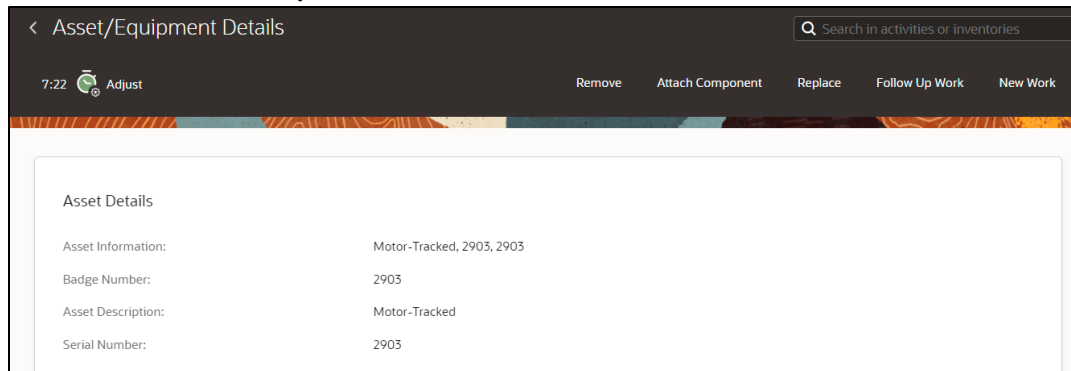 < Asset/Equipment Details
Search in activities or inventories
7:22 Adjust Remove Attach Component Replace Follow Up Work New Work
Asset Details
Asset Information: Motor-Tracked, 2903, 2903
Badge Number: 2903
Asset Description: Motor-Tracked
Serial Number: 2903